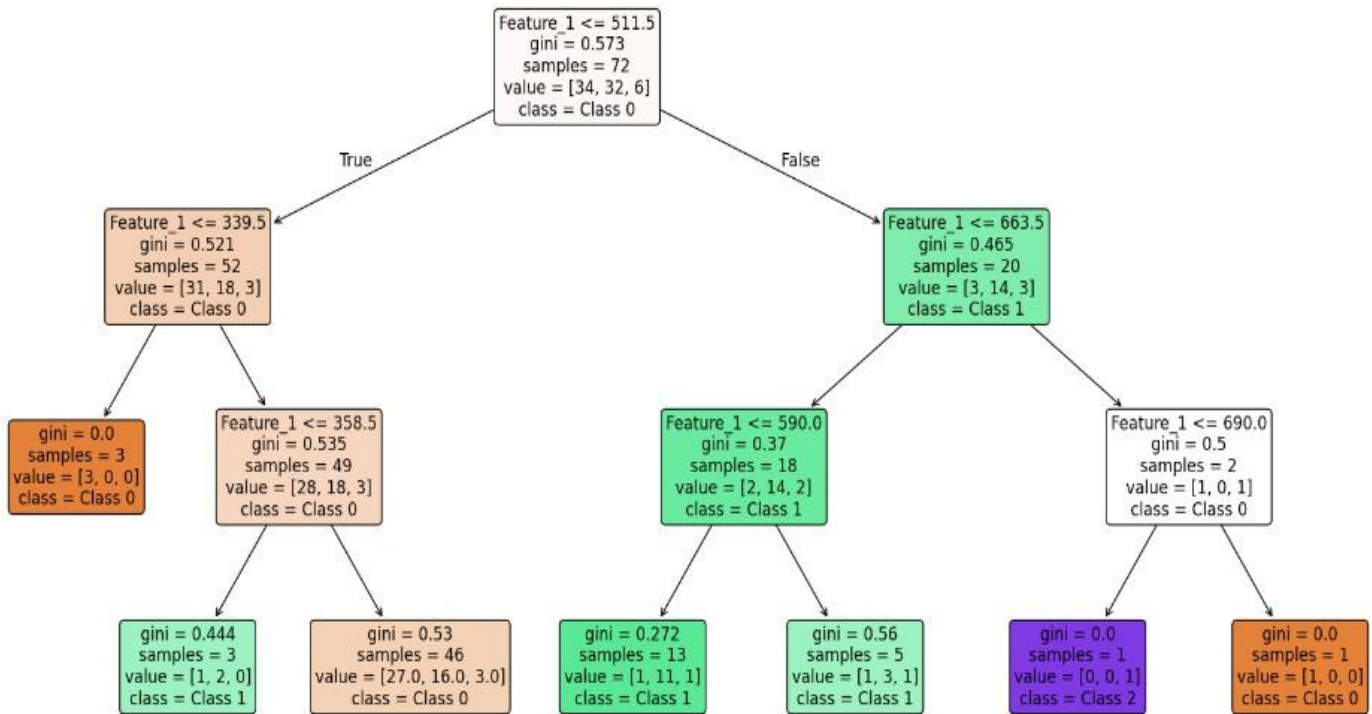 Feature_1 <= 511.5
gini = 0.573
samples = 72
value = [34, 32, 6]
class = Class 0
True
False
Feature_1 <= 339.5
gini = 0.521
samples = 52
value = [31, 18, 3]
class = Class 0
Feature_1 <= 663.5
gini = 0.465
samples = 20
value = [3, 14, 3]
class = Class 1
gini = 0.0
samples = 3
value = [3, 0, 0]
class = Class 0
Feature_1 <= 358.5
gini = 0.535
samples = 49
value = [28, 18, 3]
class = Class 0
Feature_1 <= 590.0
gini = 0.37
samples = 18
value = [2, 14, 2]
class = Class 1
Feature_1 <= 690.0
gini = 0.5
samples = 2
value = [1, 0, 1]
class = Class 0
gini = 0.444
samples = 3
value = [1, 2, 0]
class = Class 1
gini = 0.53
samples = 46
value = [27.0, 16.0, 3.0]
class = Class 0
gini = 0.272
samples = 13
value = [1, 11, 1]
class = Class 1
gini = 0.56
samples = 5
value = [1, 3, 1]
class = Class 1
gini = 0.0
samples = 1
value = [0, 0, 1]
class = Class 2
gini = 0.0
samples = 1
value = [1, 0, 0]
class = Class 0